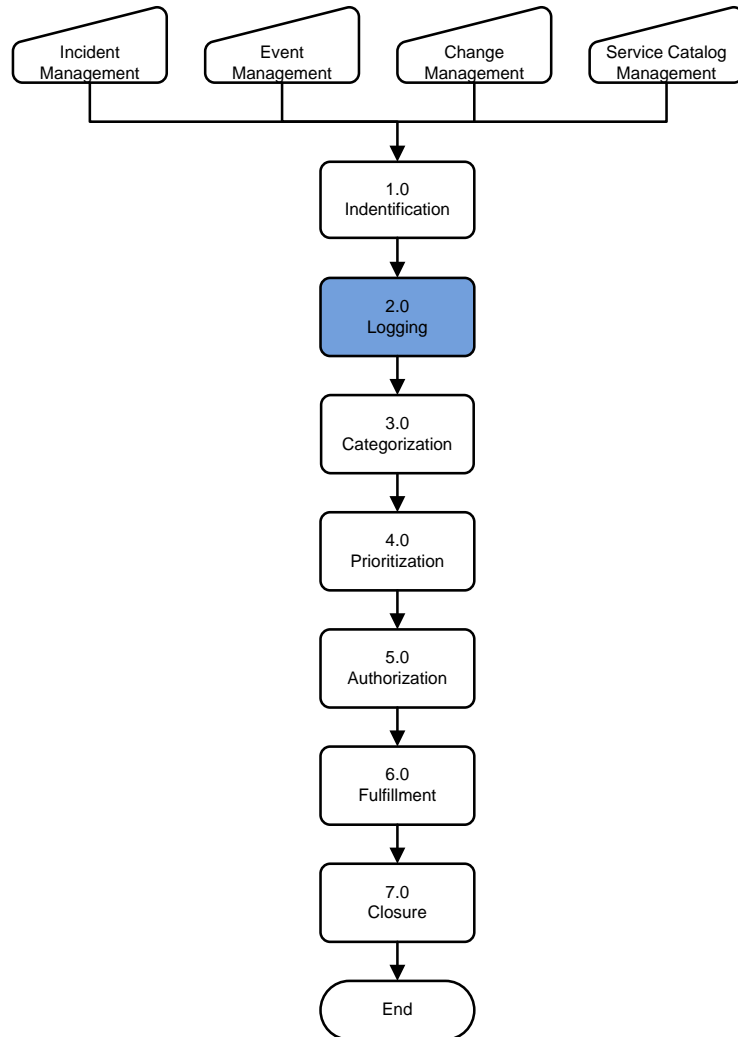 Incident
Management
Event
Management
Change
Management
Service Catalog
Management
1.0
Indentification
2.0
Logging
3.0
Categorization
4.0
Prioritization
5.0
Authorization
6.0
Fulfillment
7.0
Closure
End